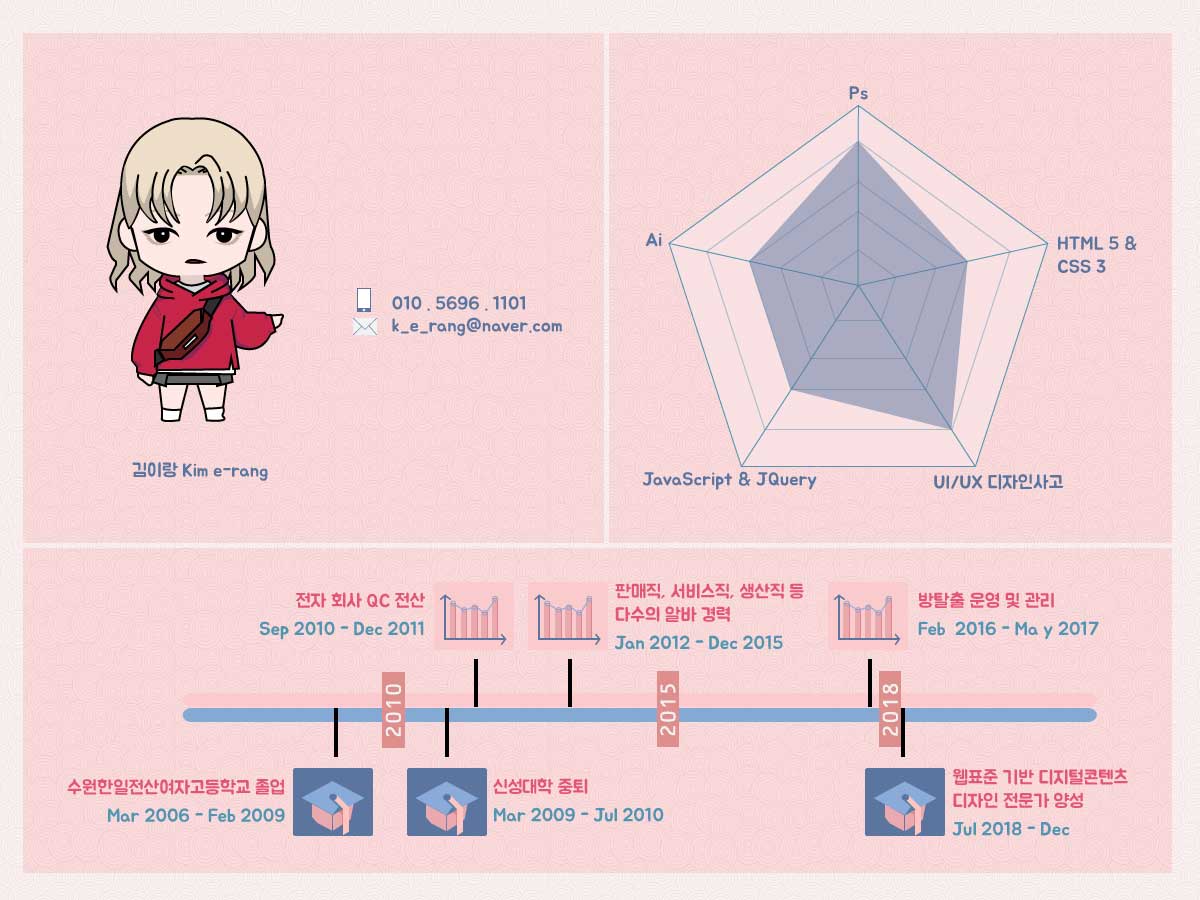 010 . 5696 . 1101
k_e_rang@naver.com
김이랑 Kim e-rang
Ps
Ai
HTML 5 &
CSS 3
JavaScript & JQuery
UI/UX 디자인사고
전자 회사 QC 전산
Sep 2010 - Dec 2011
판매직, 서비스직, 생산직 등
다수의 알바 경력
Jan 2012 - Dec 2015
방탈출 운영 및 관리
Feb 2016 - Ma y 2017
2010
2015
2018
수원한일전산여자고등학교 졸업
Mar 2006 - Feb 2009
신성대학 중퇴
Mar 2009 - Jul 2010
웹표준 기반 디지털콘텐츠
디자인 전문가 양성
Jul 2018 - Dec